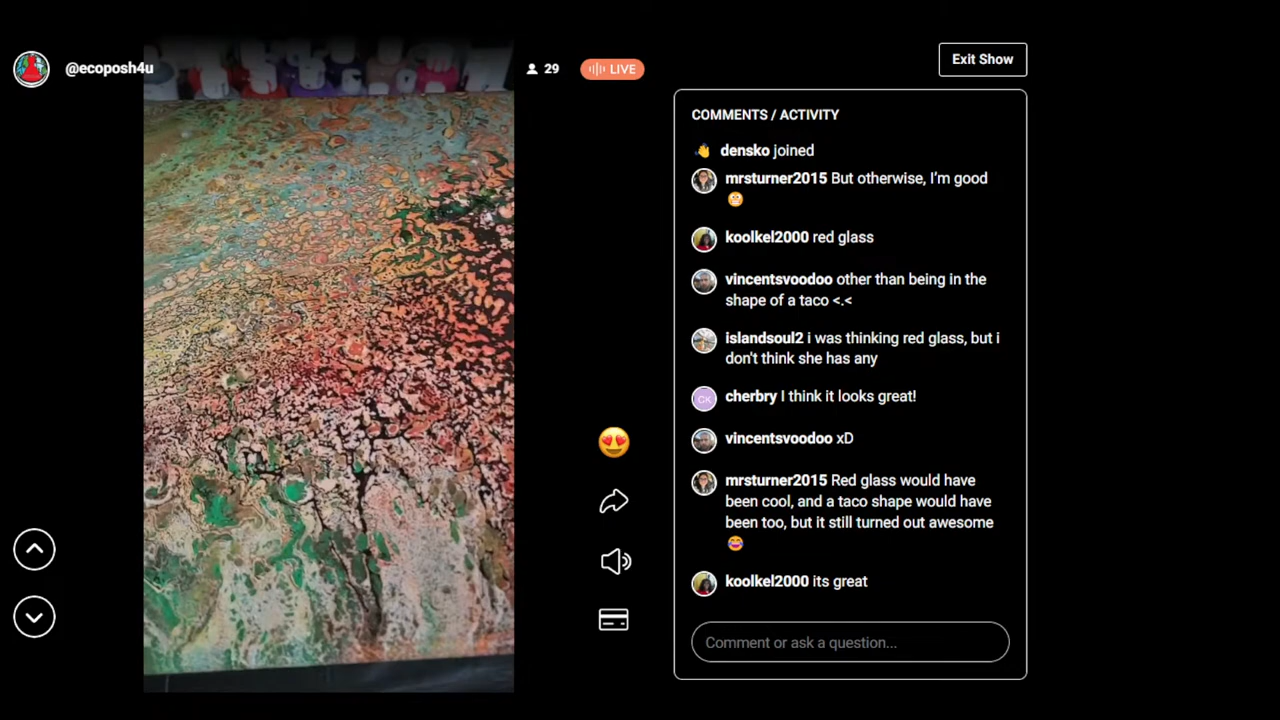 @ecoposh4u
29
LIVE
Exit Show
COMMENTS / ACTIVITY
densko joined
mrsturner2015 But otherwise, I’m good
koolkel2000 red glass
vincentsvoodoo other than being in the
shape of a taco <.<
islandsoul2 i was thinking red glass, but i
don't think she has any
CK
cherbry I think it looks great!
vincentsvoodoo xD
mrsturner2015 Red glass would have
been cool, and a taco shape would have
been too, but it still turned out awesome
koolkel2000 its great
Comment or ask a question...